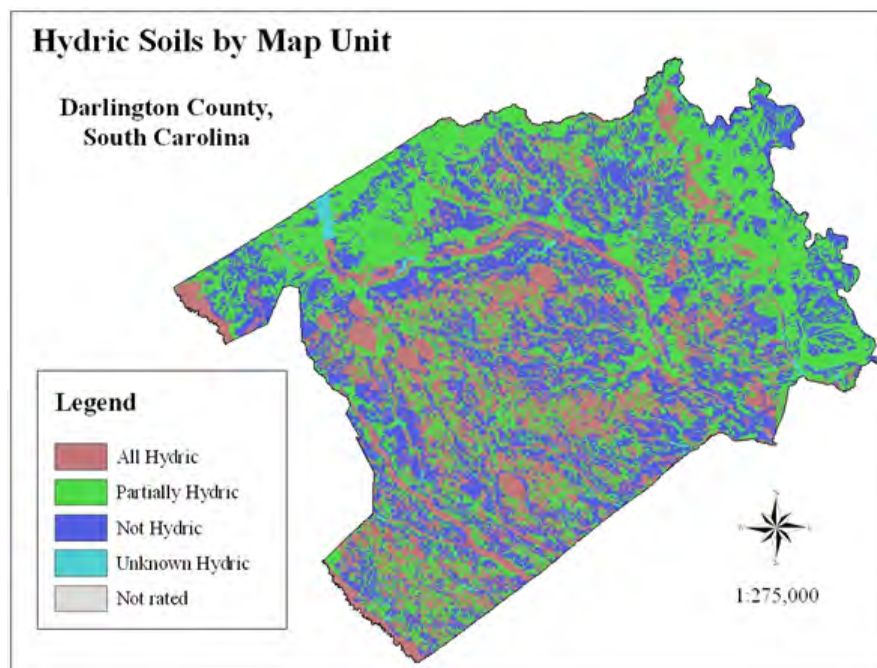 Hydric Soils by Map Unit
Darlington County,
South Carolina
Legend
All Hydric
Partially Hydric
Not Hydric
Unknown Hydric
Not rated
1:275,000